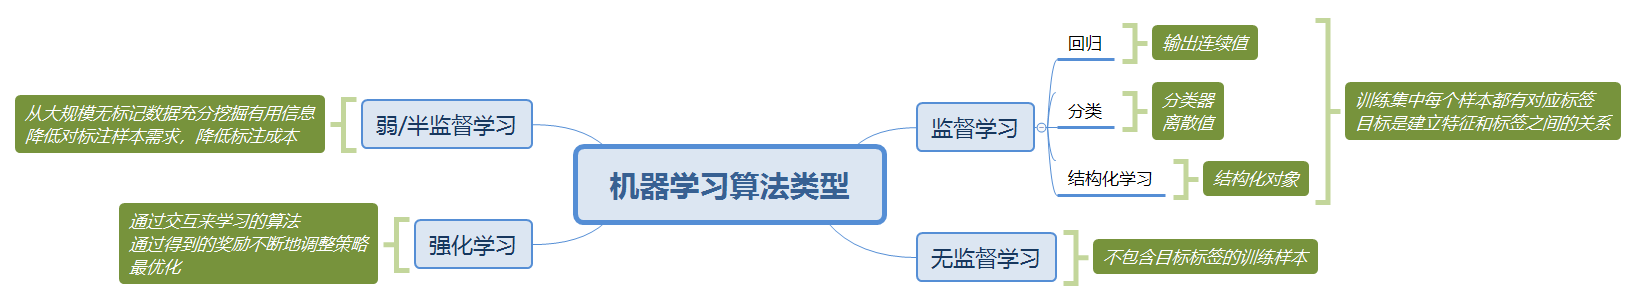 机器学习算法类型
监督学习
回归
输出连续值
分类
分类器
离散值
结构化学习
结构化对象
训练集中每个样本都有对应标签
目标是建立特征和标签之间的关系
无监督学习
不包含目标标签的训练样本
弱/半监督学习
从大规模无标记数据充分挖掘有用信息
降低对标注样本需求，降低标注成本
强化学习
通过交互来学习的算法
通过得到的奖励不断地调整策略
最优化